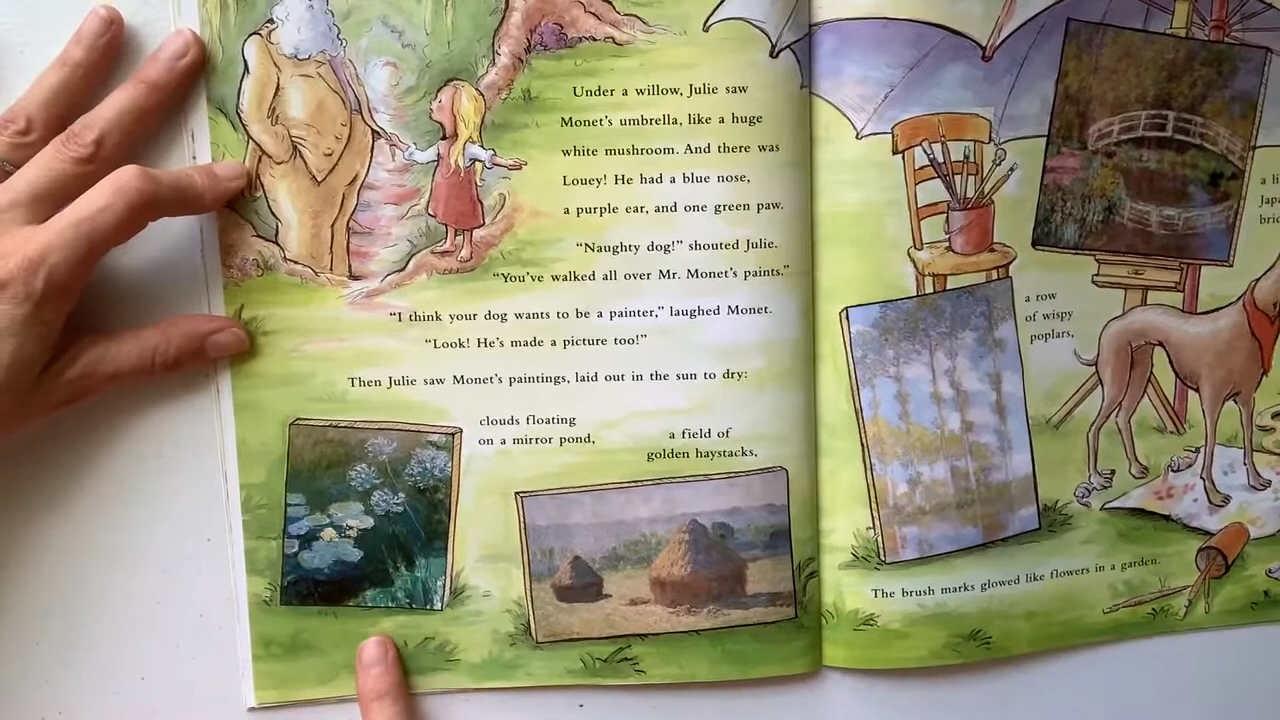 Under a willow, Julie saw
Monet's umbrella, like a huge
white mushroom. And there was
Louey! He had a blue nose,
a purple ear, and one green paw.
"Naughty dog!" shouted Julie.
"You've walked all over Mr. Monet's paints."
"I think your dog wants to be a painter," laughed Monet.
"Look! He's made a picture too!"
Then Julie saw Monet's paintings, laid out in the sun to dry:
clouds floating
on a mirror pond,
a field of
golden haystacks,
a row
of wispy
poplars,
a
The brush marks glowed like flowers in a garden.